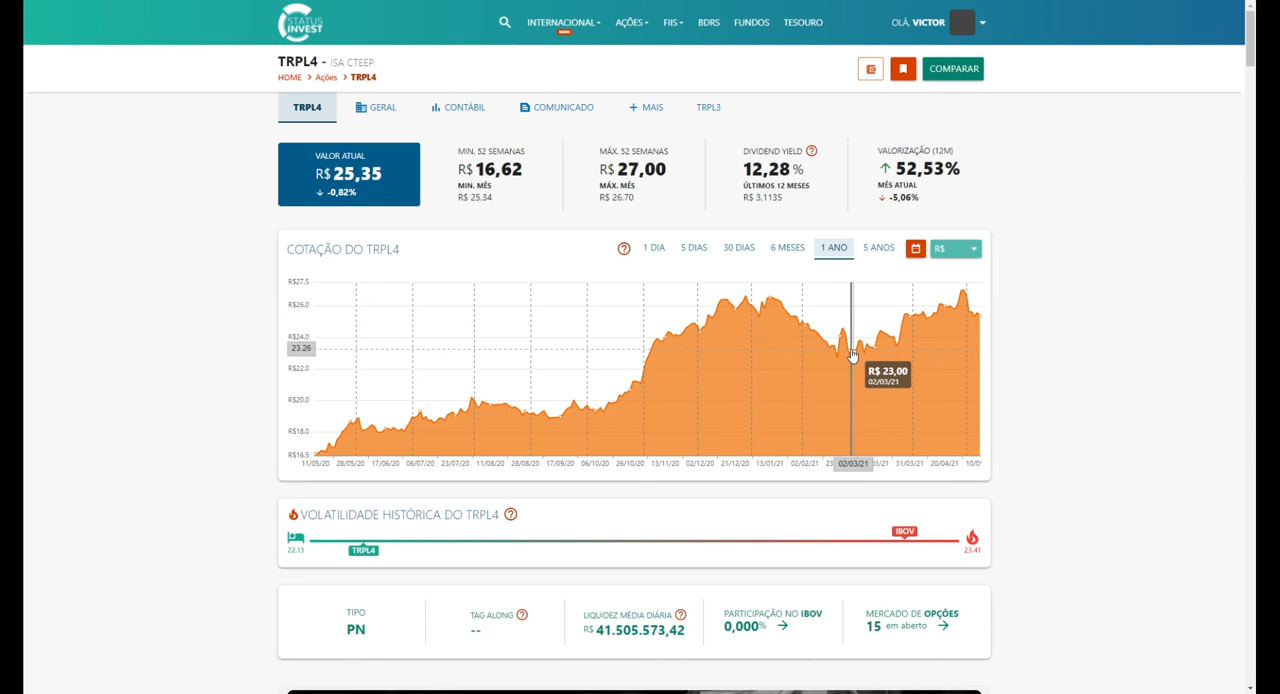 STATUS
INVEST
INTERNACIONAL
NOVO
AÇÕES
FIIS
BDRS
FUNDOS
TESOURO
OLÁ, VICTOR
TRPL4 - ISA CTEEP
HOME > Ações > TRPL4
COMPARAR
TRPL4
GERAL
CONTÁBIL
COMUNICADO
+ MAIS
TRPL3
VALOR ATUAL
R$ 25,35
↓ -0,82%
MIN. 52 SEMANAS
R$ 16,62
MIN. MÊS
R$ 25,34
MÁX. 52 SEMANAS
R$ 27,00
MÁX. MÊS
R$ 26,70
DIVIDEND YIELD ?
12,28 %
ÚLTIMOS 12 MESES
R$ 3,1135
VALORIZAÇÃO (12M)
↑ 52,53%
MÊS ATUAL
↓ -5,06%
COTAÇÃO DO TRPL4
?
1 DIA
5 DIAS
30 DIAS
6 MESES
1 ANO
5 ANOS
R$
R$27.5
R$26.0
R$24.0
23.26
R$22.0
R$20.0
R$18.0
R$16.5
R$ 23,00
02/03/21
11/05/20 28/05/20 17/06/20 06/07/20 23/07/20 11/08/20 28/08/20 17/09/20 06/10/20 26/10/20 13/11/20 02/12/20 21/12/20 13/01/21 02/02/21 23 02/03/21 3/21 31/03/21 20/04/21 10/0
VOLATILIDADE HISTÓRICA DO TRPL4 ?
IBOV
TRPL4
22.13
23.41
TIPO
PN
TAG ALONG ?
--
LIQUIDEZ MÉDIA DIÁRIA ?
R$ 41.505.573,42
PARTICIPAÇÃO NO IBOV
0,000% →
MERCADO DE OPÇÕES
15 em aberto →